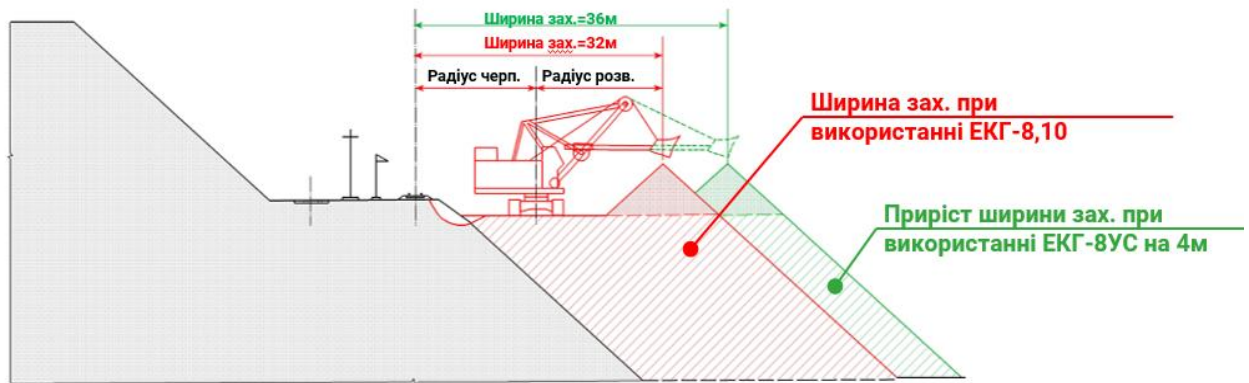 Ширина зах.=36м
Ширина зах.=32м
Радіус черп.
Радіус розв.
Ширина зах. при
використанні ЕКГ-8,10
Приріст ширини зах. при
використанні ЕКГ-8УС на 4м